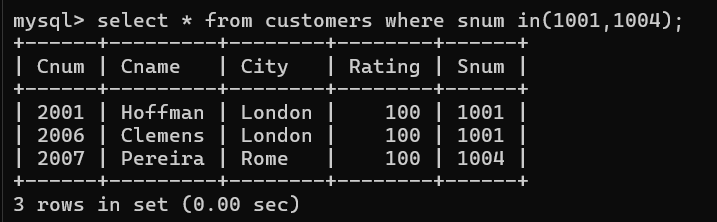 mysql> select * from customers where snum in(1001,1004);
+------+---------+--------+--------+------+
| Cnum | Cname   | City   | Rating | Snum |
+------+---------+--------+--------+------+
| 2001 | Hoffman | London |    100 | 1001 |
| 2006 | Clemens | London |    100 | 1001 |
| 2007 | Pereira | Rome   |    100 | 1004 |
+------+---------+--------+--------+------+
3 rows in set (0.00 sec)